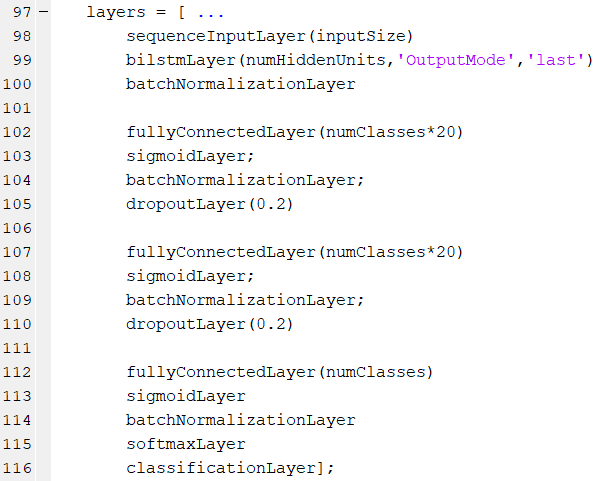 97 – layers = [ ...
98 sequenceInputLayer(inputSize)
99 bilstmLayer(numHiddenUnits,'OutputMode','last')
100 batchNormalizationLayer
101
102 fullyConnectedLayer(numClasses*20)
103 sigmoidLayer;
104 batchNormalizationLayer;
105 dropoutLayer(0.2)
106
107 fullyConnectedLayer(numClasses*20)
108 sigmoidLayer;
109 batchNormalizationLayer;
110 dropoutLayer(0.2)
111
112 fullyConnectedLayer(numClasses)
113 sigmoidLayer
114 batchNormalizationLayer
115 softmaxLayer
116 classificationLayer];